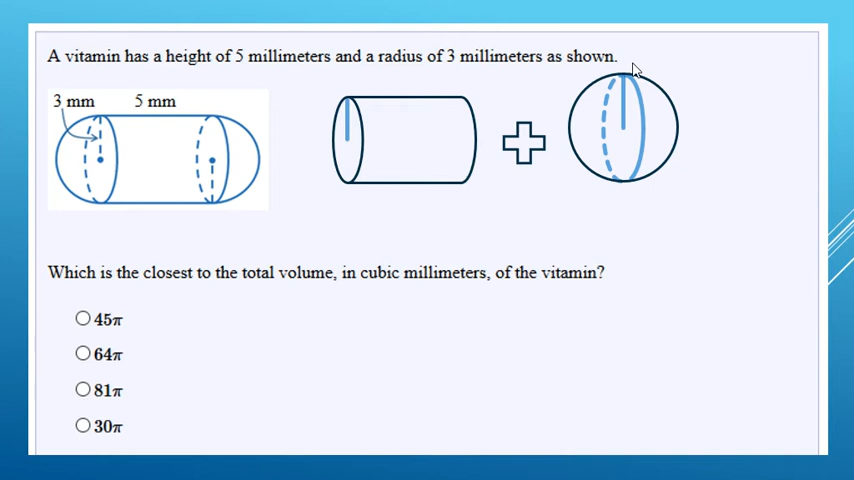 A vitamin has a height of 5 millimeters and a radius of 3 millimeters as shown.
3 mm 5 mm
Which is the closest to the total volume, in cubic millimeters, of the vitamin?
45π
64π
81π
30π